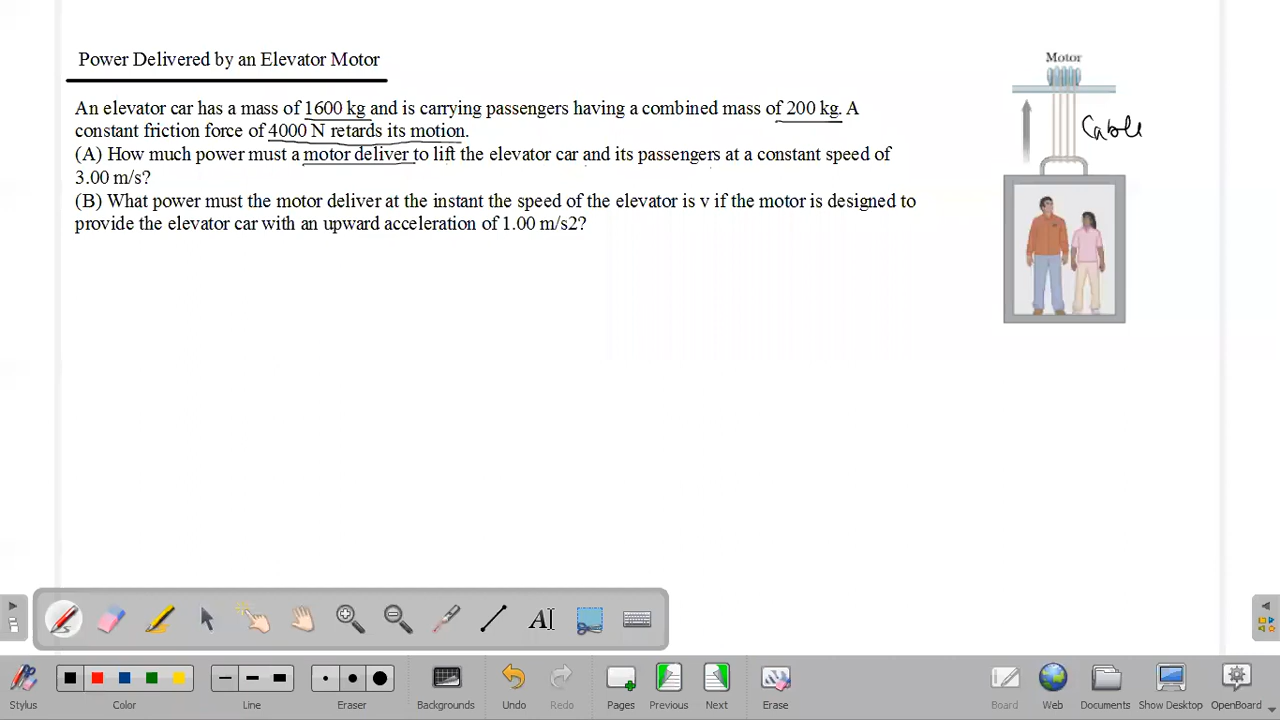 Power Delivered by an Elevator Motor
Motor
An elevator car has a mass of 1600 kg and is carrying passengers having a combined mass of 200 kg. A
constant friction force of 4000 N retards its motion.
Cable
(A) How much power must a motor deliver to lift the elevator car and its passengers at a constant speed of
3.00 m/s?
(B) What power must the motor deliver at the instant the speed of the elevator is v if the motor is designed to
provide the elevator car with an upward acceleration of 1.00 m/s2?
A
Stylus
Color
Line
Eraser
Backgrounds
Undo
Redo
Pages
Previous
Next
Erase
Board
Web
Documents
Show Desktop
OpenBoard